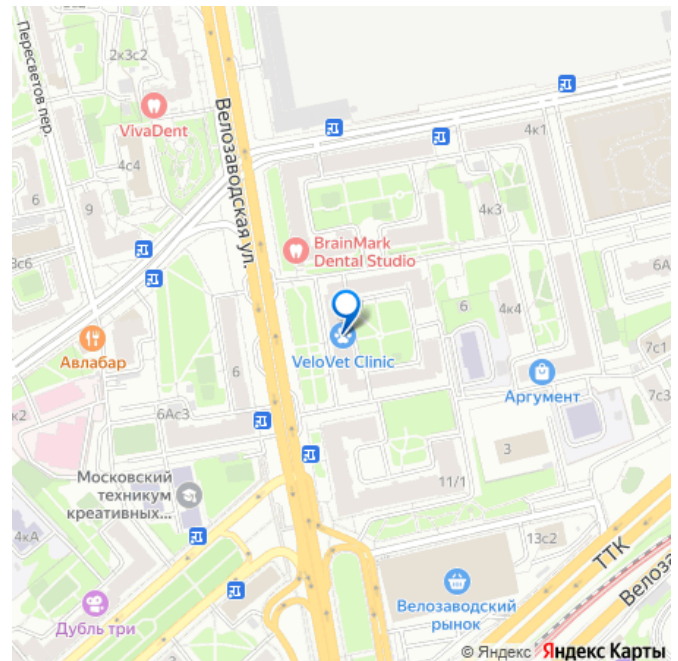 Пересветов пер.
2к3с2
VivaDent
Велозаводская ул.
4к1
4с4
6
9
4к3
BrainMark
Dental Studio
3с6
6А
6
4к4
Авлабар
VeloVet Clinic
7с1
6
Аргумент
7с3
к2
6Ас3
3
Московский
техникум
креативных...
11/1
4кА
13с2
ТТК
Велоза
Велозаводский
рынок
Дубль три
© Яндекс Яндекс Карты